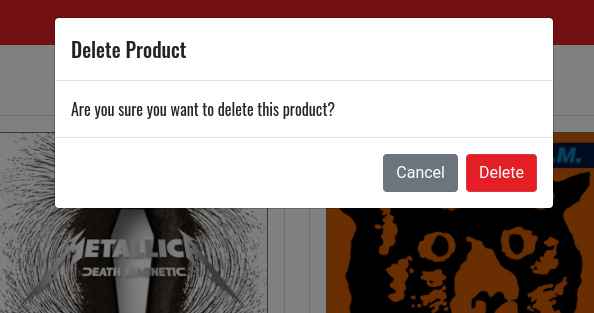 Delete Product
Are you sure you want to delete this product?
Cancel
Delete
.M.
METALLICA
DEATH MAGNETIC